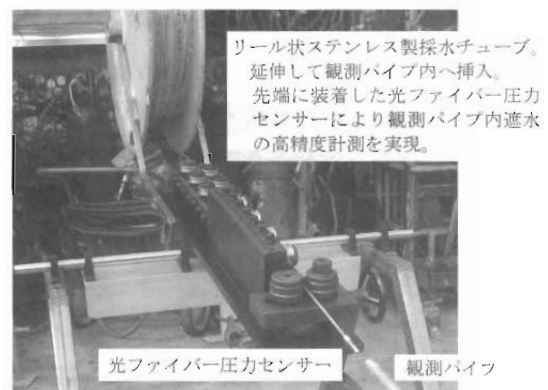 リール状ステンレス製採水チューブ。
延伸して観測パイプ内へ挿入。
先端に装着した光ファイバー圧力
センサーにより観測パイプ内遮水
の高精度計測を実現。
光ファイバー圧力センサー
観測パイプ